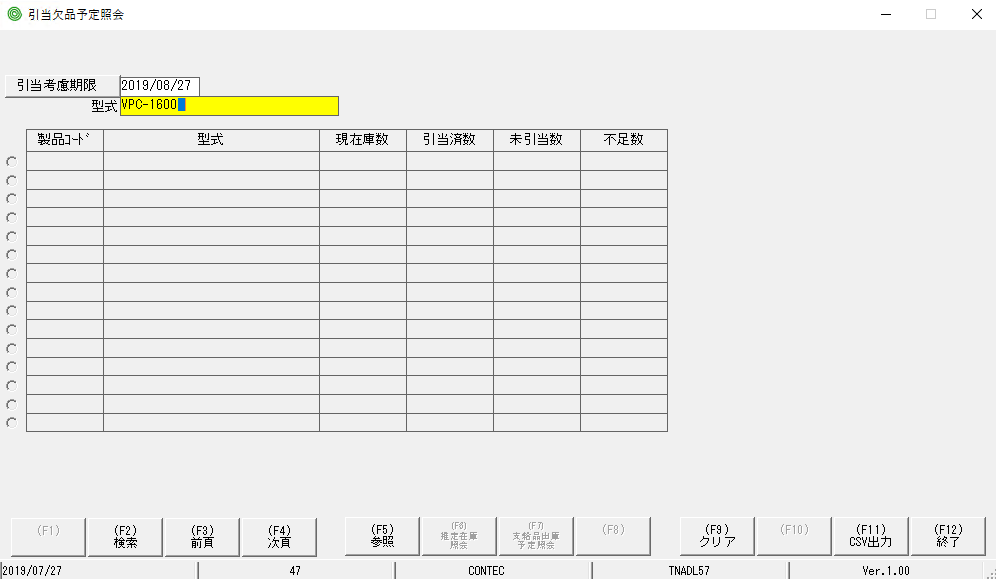 引当欠品予定照会
引当考慮期限 2019/08/27
型式 VPC-1600
製品ｺｰﾄﾞ 型式 現在庫数 引当済数 未引当数 不足数
(F1) (F2) (F3) (F4) (F5) (F6) (F7) (F8) (F9) (F10) (F11) (F12)
検索 前頁 次頁 参照 推定在庫 支給品出庫 クリア CSV出力 終了
照会 予定照会
2019/07/27 47 CONTEC TNADL57 Ver.1.00